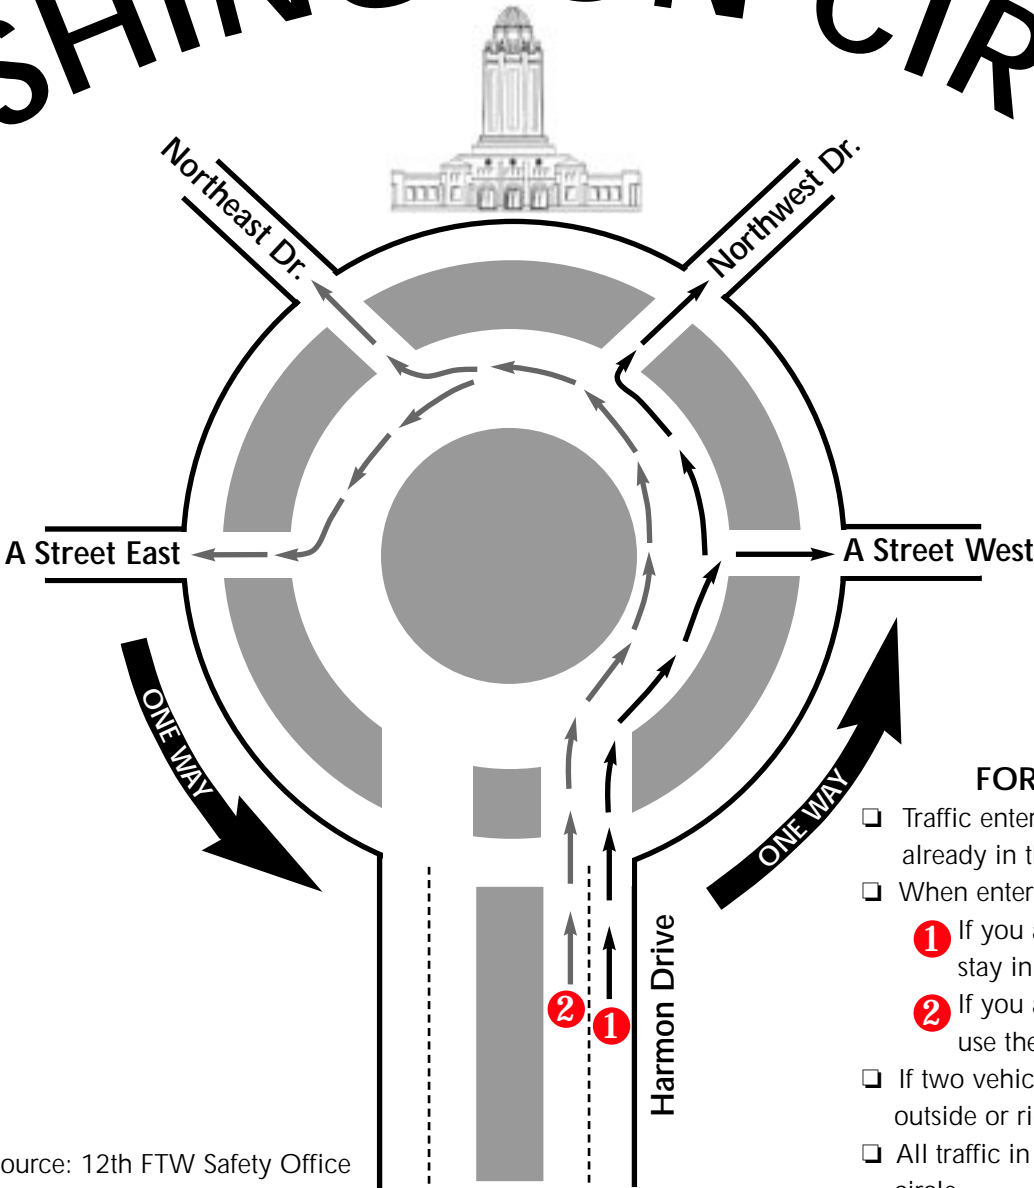 SHINGTON CIR
Northeast Dr.
Northwest Dr.
A Street East
A Street West
ONE WAY
ONE WAY
Harmon Drive
2
1
FOR
❏ Traffic enter
already in t
❏ When enter
1 If you a
stay in
2 If you a
use the
❏ If two vehic
outside or ri
❏ All traffic in
circle
ource: 12th FTW Safety Office